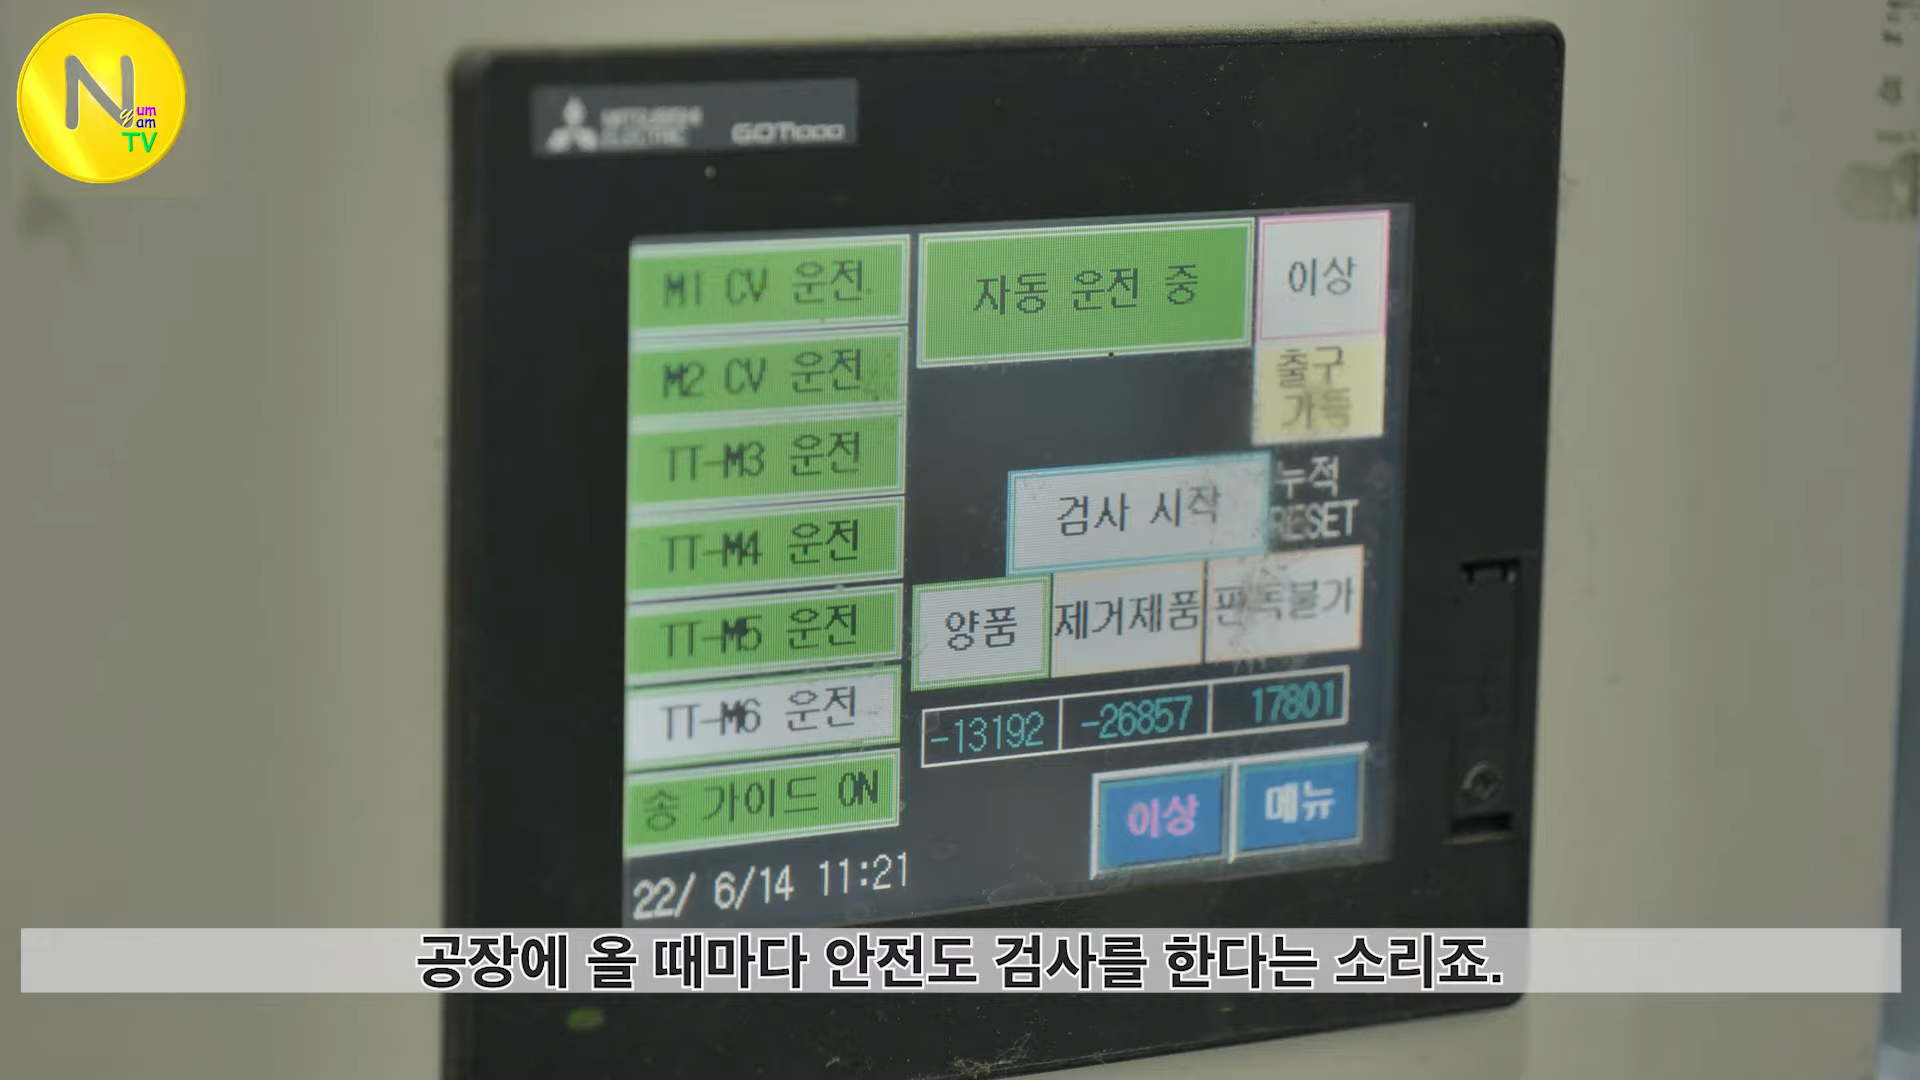 Nyum
yam
TV
MITSUBISHI
ELECTRIC
GOT1000
M1 CV 운전
자동 운전 중
이상
M2 CV 운전
출구
가득
TT-M3 운전
누적
RESET
검사 시작
TT-M4 운전
양품
제거제품
판독불가
TT-M5 운전
TT-M6 운전
-13192
-26857
17801
송 가이드 ON
이상
메뉴
22/ 6/14 11:21
공장에 올 때마다 안전도 검사를 한다는 소리죠.